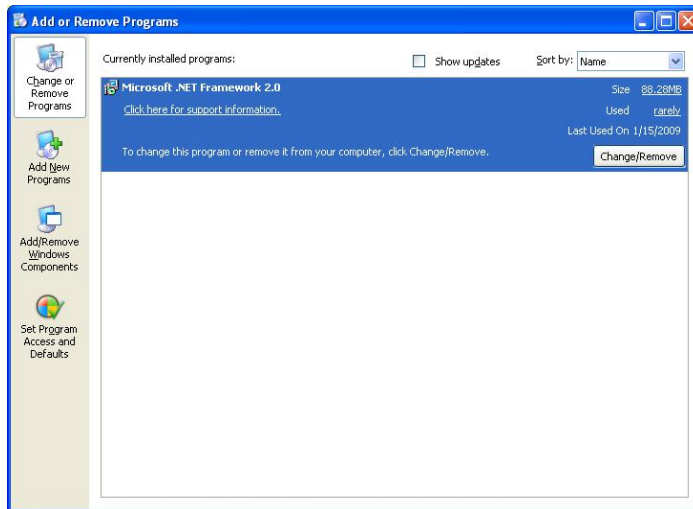 Add or Remove Programs
Change or
Remove
Programs
Add New
Programs
Add/Remove
Windows
Components
Set Program
Access and
Defaults
Currently installed programs:
Show updates
Sort by: Name
Microsoft .NET Framework 2.0
Size 88.28MB
Click here for support information.
Used rarely
Last Used On 1/15/2009
To change this program or remove it from your computer, click Change/Remove.
Change/Remove